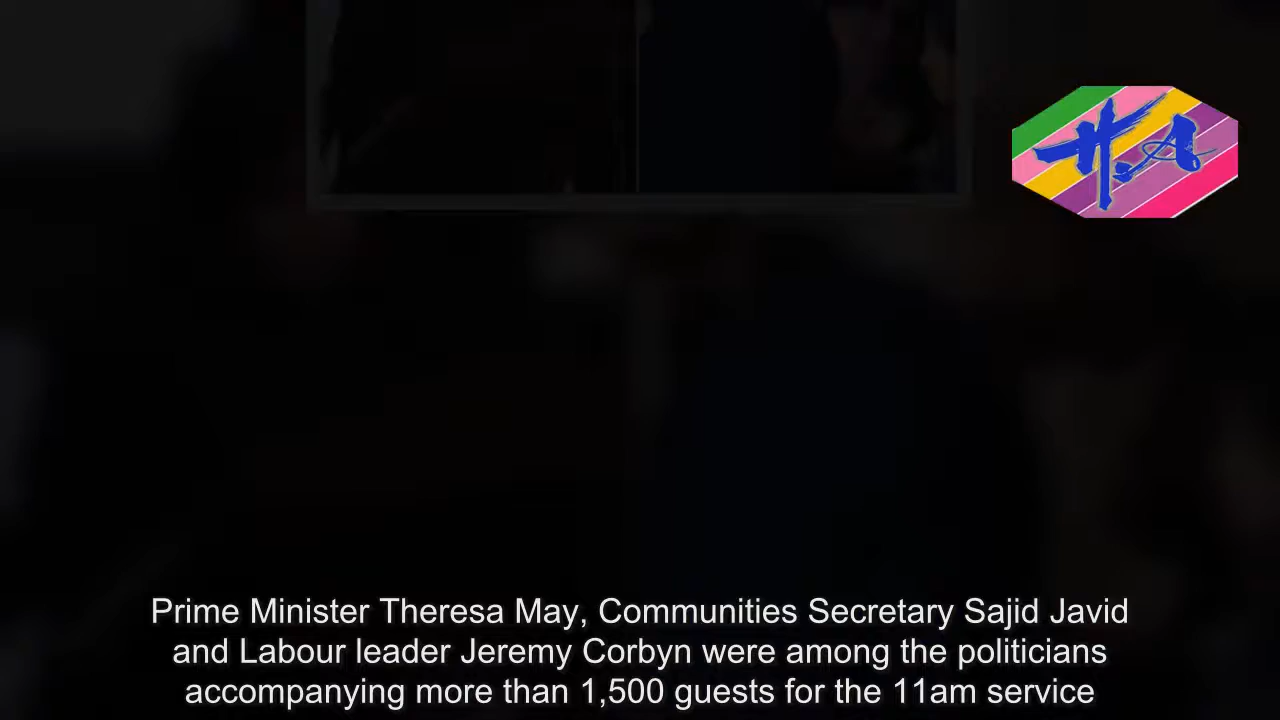 H.A
Prime Minister Theresa May, Communities Secretary Sajid Javid
and Labour leader Jeremy Corbyn were among the politicians
accompanying more than 1,500 guests for the 11am service